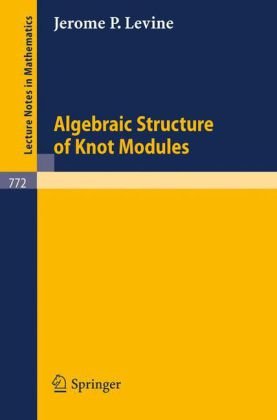 Jerome P. Levine
Lecture Notes in Mathematics
Algebraic Structure
of Knot Modules
772
Springer